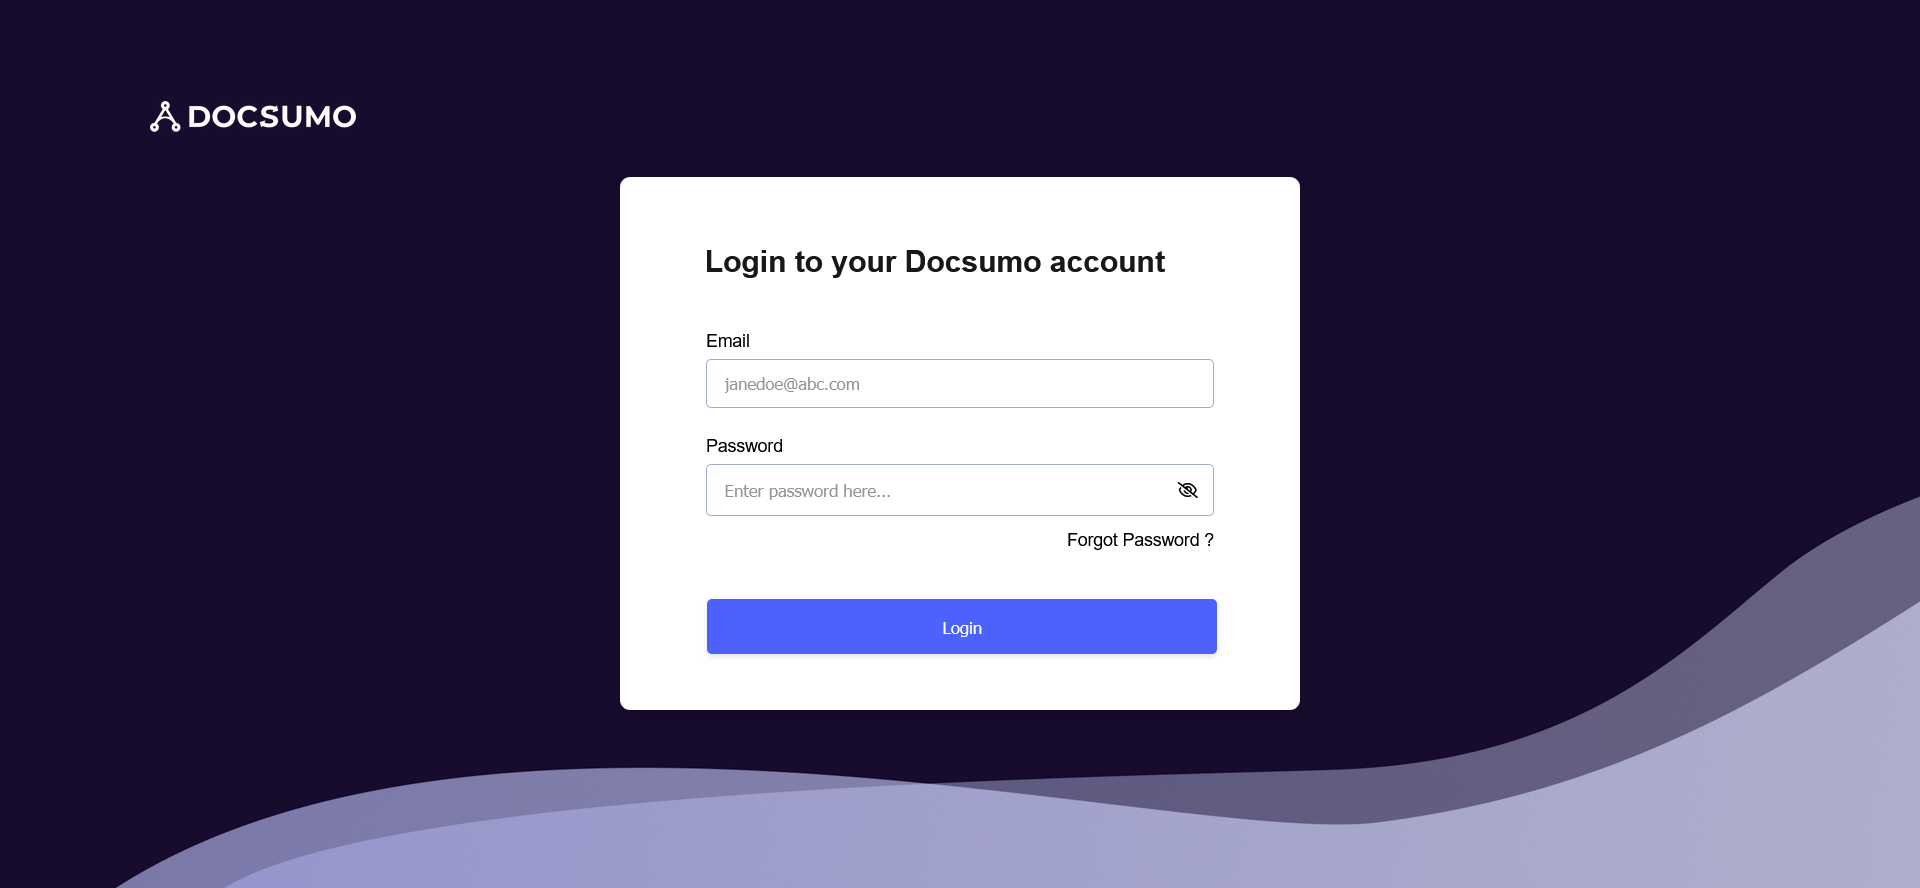 DOCSUMO
Login to your Docsumo account
Email
janedoe@abc.com
Password
Enter password here...
Forgot Password ?
Login